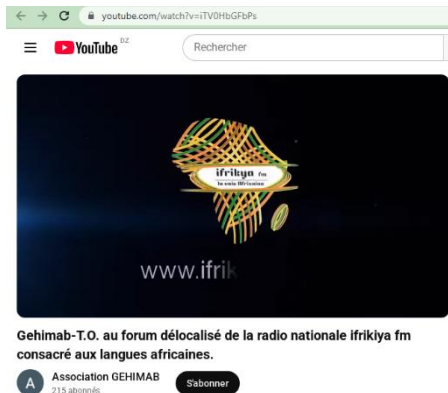 youtube.com/watch?v=iTV0HbGFbPs
YouTube DZ
Rechercher
ifrikya fm
la voix Africaine
www.ifrik
Gehimab-T.O. au forum délocalisé de la radio nationale ifrikiya fm
consacré aux langues africaines.
A
Association GEHIMAB
215 abonnés
S'abonner